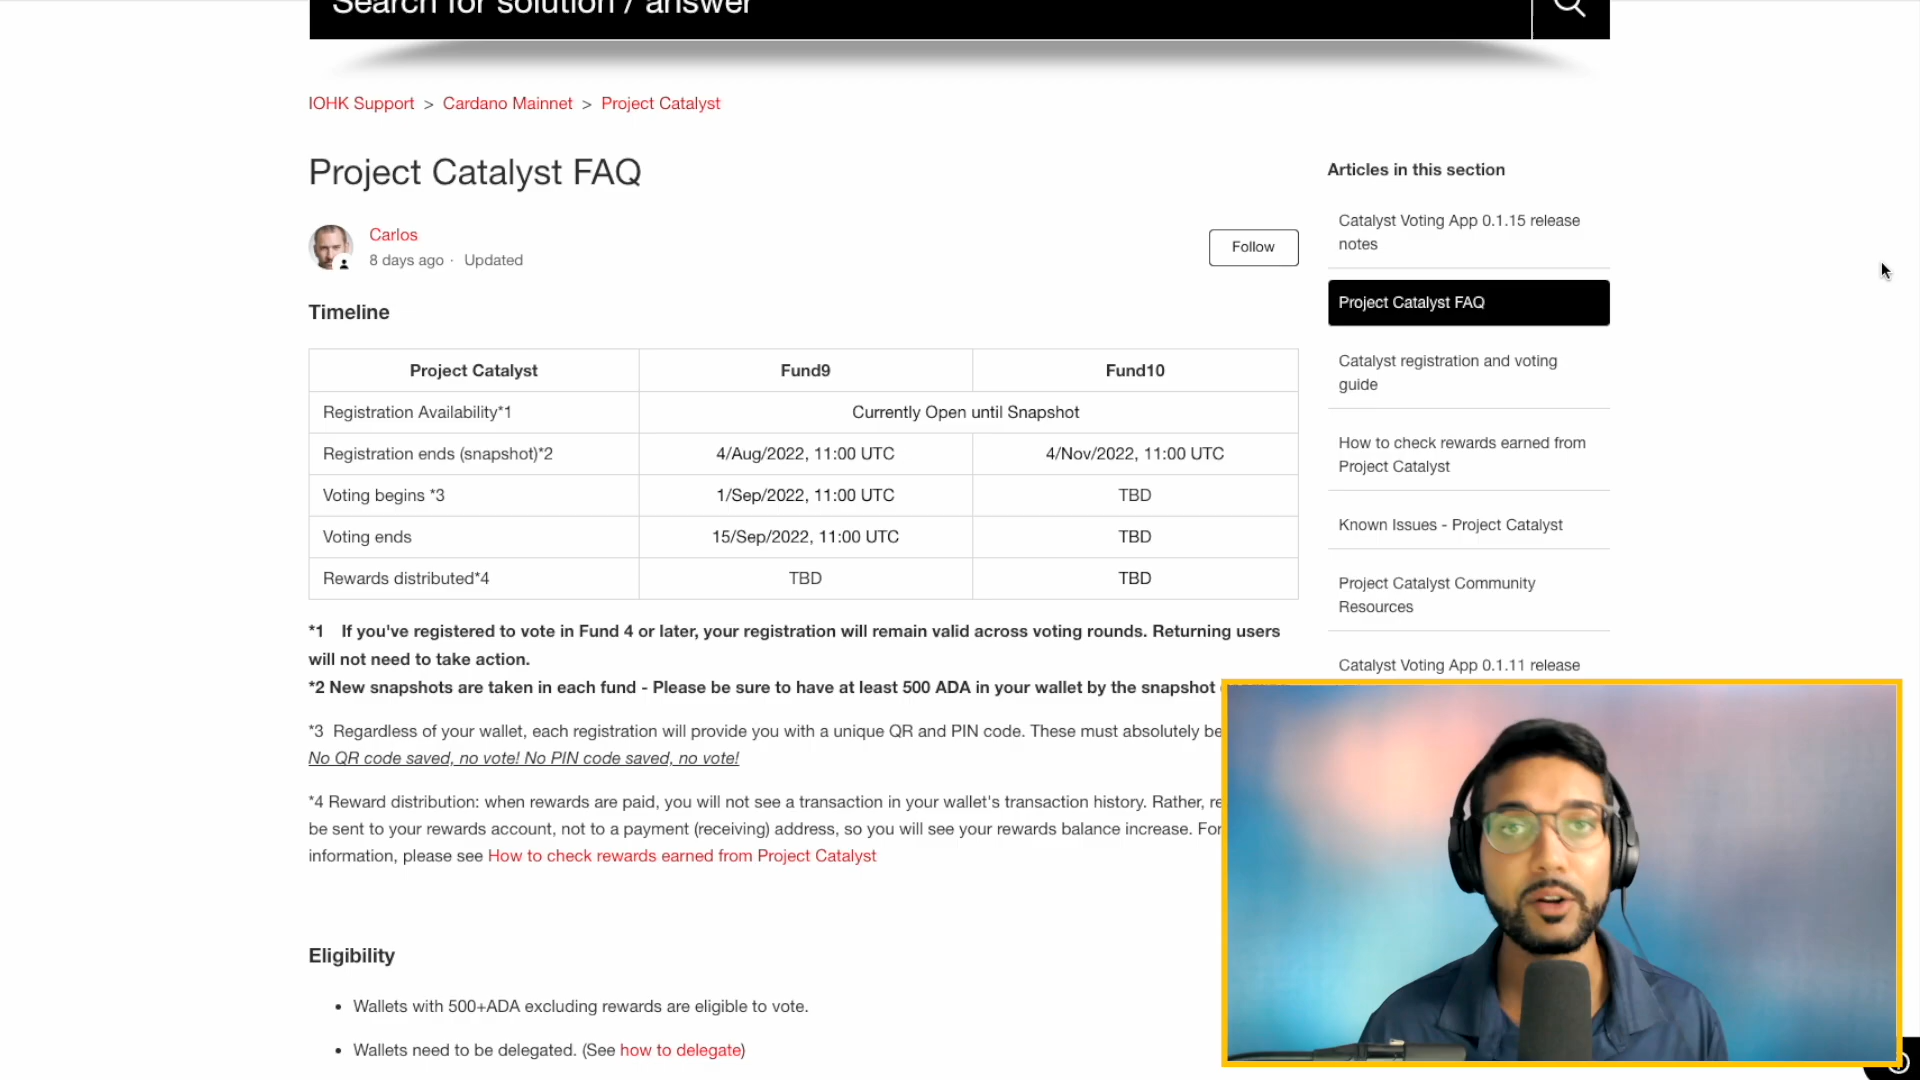 Search for solution / answer
IOHK Support > Cardano Mainnet > Project Catalyst
Project Catalyst FAQ
Carlos
8 days ago · Updated
Follow
Timeline
Project Catalyst Fund9 Fund10
Registration Availability*1 Currently Open until Snapshot
Registration ends (snapshot)*2 4/Aug/2022, 11:00 UTC 4/Nov/2022, 11:00 UTC
Voting begins *3 1/Sep/2022, 11:00 UTC TBD
Voting ends 15/Sep/2022, 11:00 UTC TBD
Rewards distributed*4 TBD TBD
*1 If you've registered to vote in Fund 4 or later, your registration will remain valid across voting rounds. Returning users
will not need to take action.
*2 New snapshots are taken in each fund - Please be sure to have at least 500 ADA in your wallet by the snapshot
*3 Regardless of your wallet, each registration will provide you with a unique QR and PIN code. These must absolutely be
No QR code saved, no vote! No PIN code saved, no vote!
*4 Reward distribution: when rewards are paid, you will not see a transaction in your wallet's transaction history. Rather, re
be sent to your rewards account, not to a payment (receiving) address, so you will see your rewards balance increase. For
information, please see How to check rewards earned from Project Catalyst
Eligibility
• Wallets with 500+ADA excluding rewards are eligible to vote.
• Wallets need to be delegated. (See how to delegate)
Articles in this section
Catalyst Voting App 0.1.15 release
notes
Project Catalyst FAQ
Catalyst registration and voting
guide
How to check rewards earned from
Project Catalyst
Known Issues - Project Catalyst
Project Catalyst Community
Resources
Catalyst Voting App 0.1.11 release